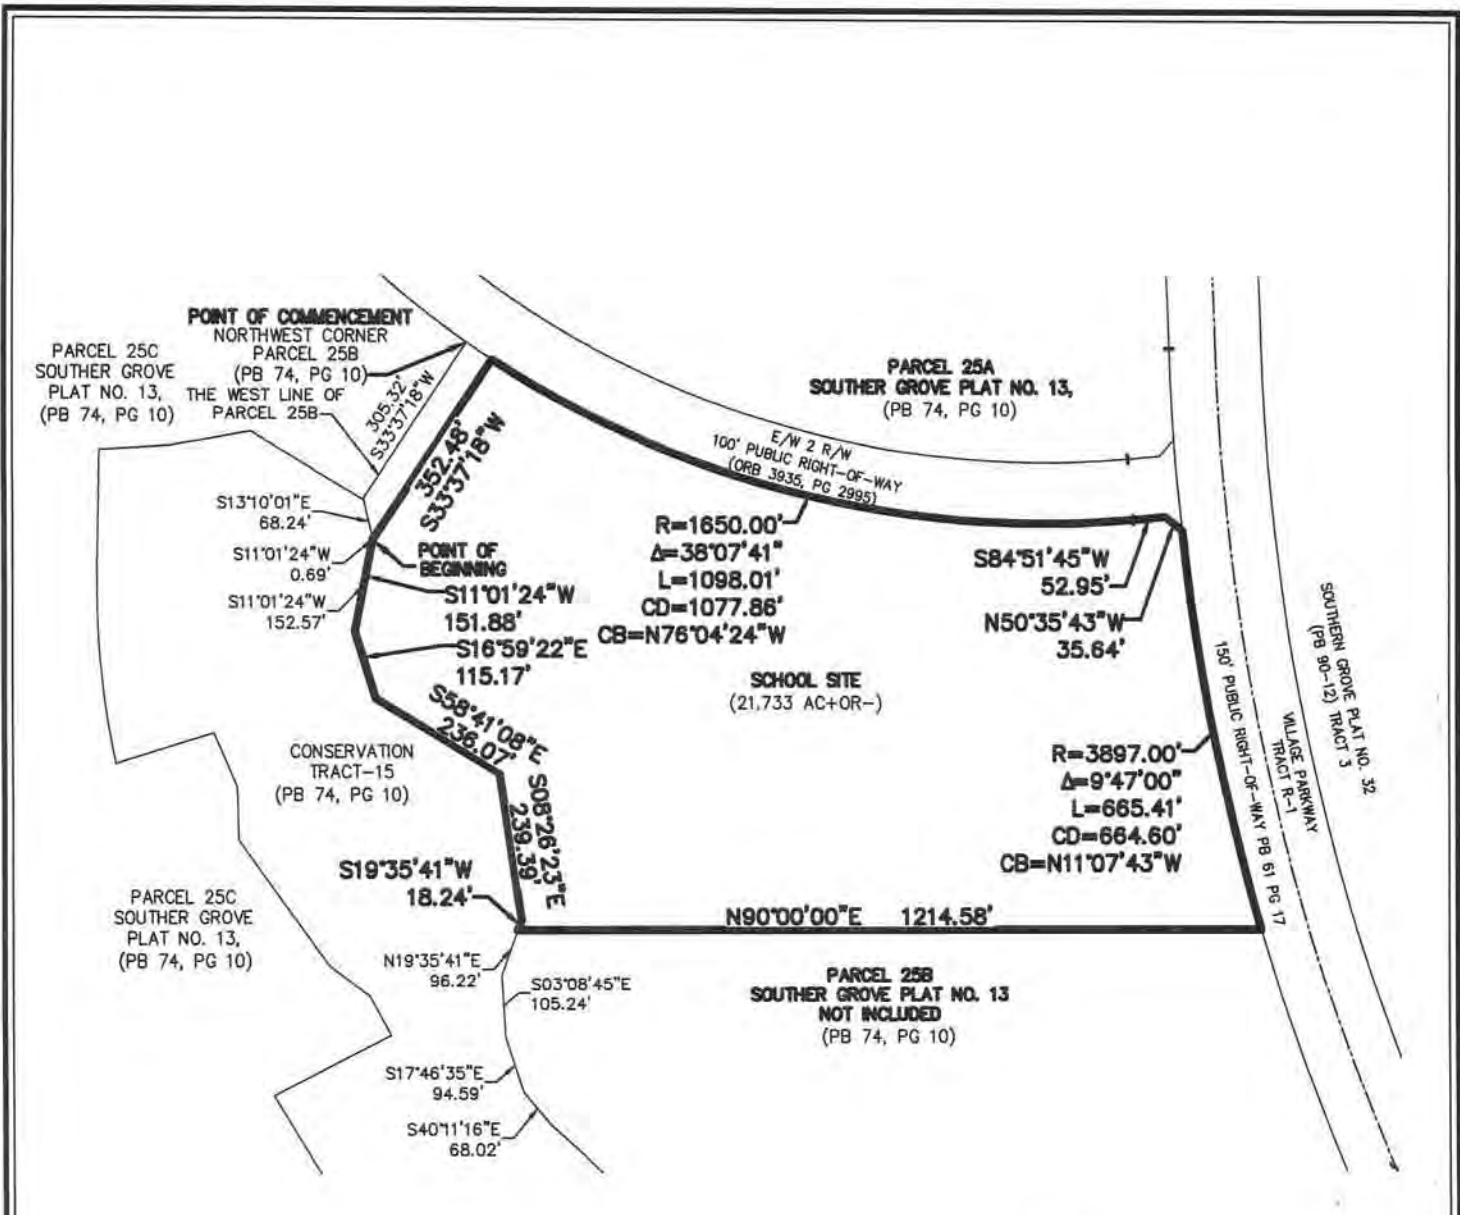 POINT OF COMMENCEMENT
NORTHWEST CORNER
PARCEL 25B
(PB 74, PG 10)
PARCEL 25C
SOUTHER GROVE
PLAT NO. 13,
(PB 74, PG 10)
THE WEST LINE OF
PARCEL 25B
305.32'
S33°37'18"W
352.48'
S33°37'18"W
PARCEL 25A
SOUTHER GROVE PLAT NO. 13,
(PB 74, PG 10)
E/W 2 R/W
100' PUBLIC RIGHT-OF-WAY
(ORB 3935, PG 2995)
S13°10'01"E
68.24'
S11°01'24"W
0.69'
S11°01'24"W
152.57'
POINT OF
BEGINNING
S11°01'24"W
151.88'
S16°59'22"E
115.17'
R=1650.00'
Δ=38°07'41"
L=1098.01'
CD=1077.86'
CB=N76°04'24"W
S84°51'45"W
52.95'
N50°35'43"W
35.64'
SCHOOL SITE
(21.733 AC+OR-)
S58°41'08"E
236.07'
S08°26'23"E
239.39'
CONSERVATION
TRACT-15
(PB 74, PG 10)
R=3897.00'
Δ=9°47'00"
L=665.41'
CD=664.60'
CB=N11°07'43"W
150' PUBLIC RIGHT-OF-WAY PB 61 PG 17
VILLAGE PARKWAY
TRACT R-1
SOUTHERN GROVE PLAT NO. 32
(PB 90-12) TRACT 3
S19°35'41"W
18.24'
N90°00'00"E 1214.58'
PARCEL 25C
SOUTHER GROVE
PLAT NO. 13,
(PB 74, PG 10)
N19°35'41"E
96.22'
S03°08'45"E
105.24'
PARCEL 25B
SOUTHER GROVE PLAT NO. 13
NOT INCLUDED
(PB 74, PG 10)
S17°46'35"E
94.59'
S40°11'16"E
68.02'